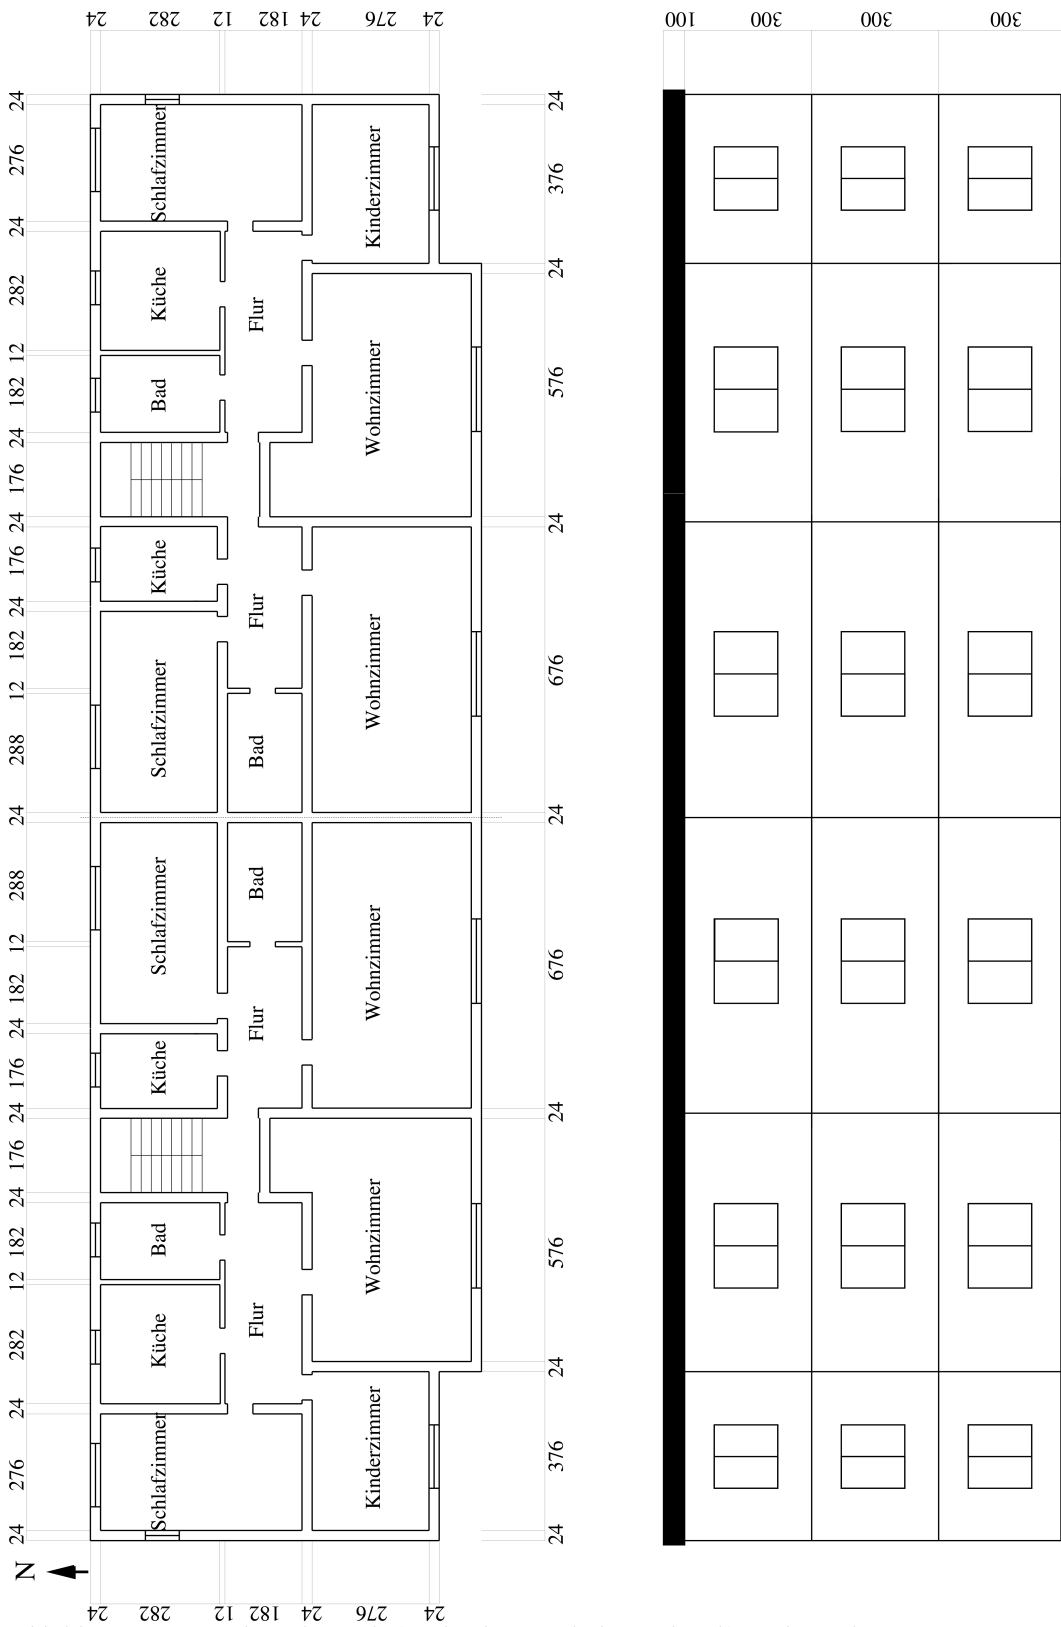 N
24 276 24 282 12 182 24 176 24 176 24 182 12 288 24 288 12 182 24 176 24 176 24 182 12 282 24 276 24
24 282 12 182 24 276 24
Schlafzimmer Küche Bad Küche Schlafzimmer Schlafzimmer Küche Bad Küche Schlafzimmer
Flur Flur Bad Bad Flur Flur
Kinderzimmer Wohnzimmer Wohnzimmer Wohnzimmer Wohnzimmer Kinderzimmer
24 282 12 182 24 276 24
24 376 24 576 24 676 24 676 24 576 24 376 24
100 300 300 300